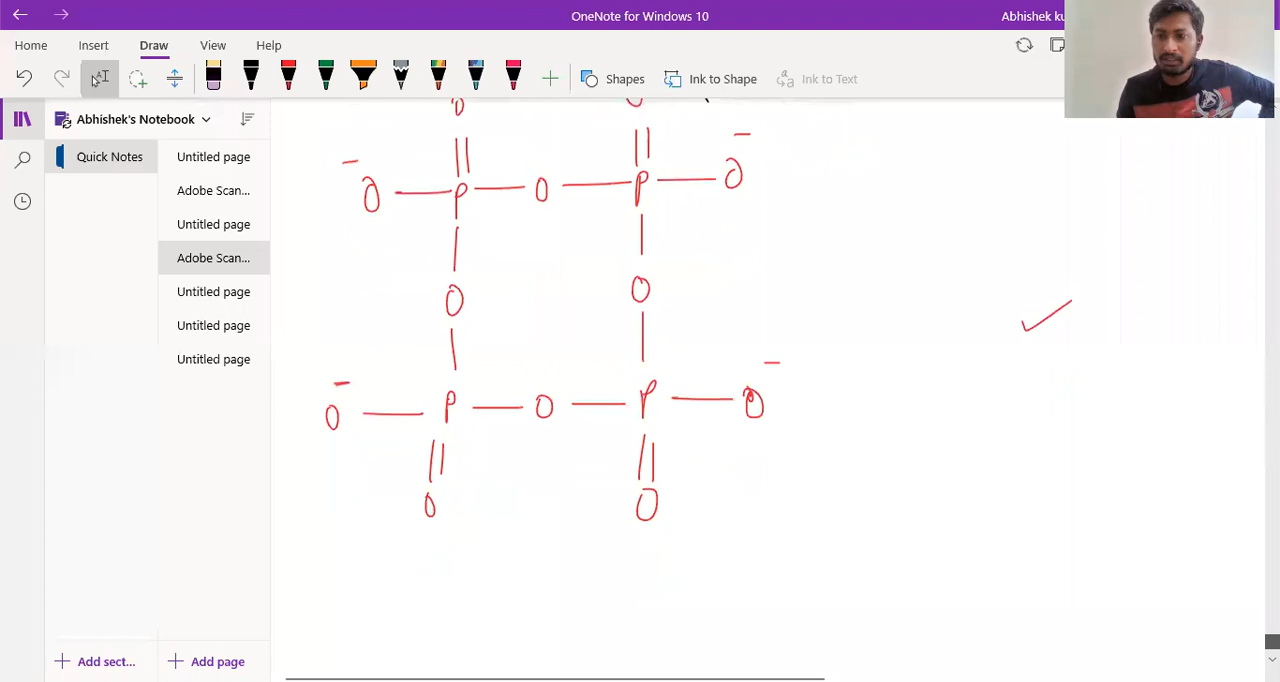 OneNote for Windows 10
Abhishek ku
Home Insert Draw View Help
Shapes Ink to Shape Ink to Text
Abhishek's Notebook
Quick Notes
Untitled page
Adobe Scan...
Untitled page
Adobe Scan...
Untitled page
Untitled page
Untitled page
Add sect...
Add page
O
O⁻ — P — O — P — O⁻
O O
O⁻ — P — O — P — O⁻
O O